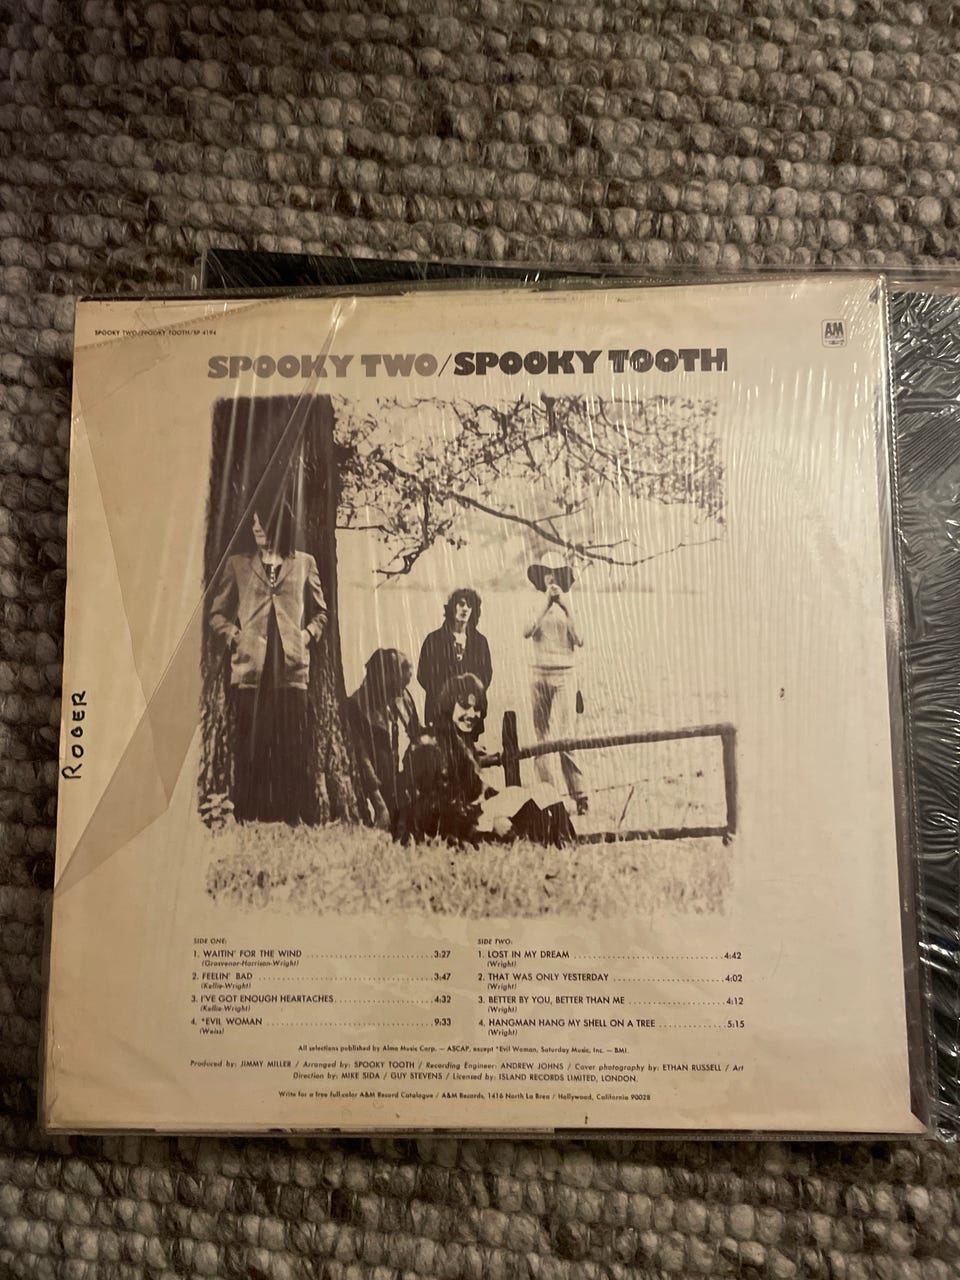 SPOOKY TWO/SPOOKY TOOTH/SP 4194
A&M
SPOOKY TWO/SPOOKY TOOTH
ROGER
SIDE ONE:
1. WAITIN' FOR THE WIND ........................ 3:27
(Grosvenor-Harrison-Wright)
2. FEELIN' BAD ........................ 3:47
(Kellie-Wright)
3. I'VE GOT ENOUGH HEARTACHES ........................ 4:32
(Kellie-Wright)
4. *EVIL WOMAN ........................ 9:33
(Weiss)
SIDE TWO:
1. LOST IN MY DREAM ........................ 4:42
(Wright)
2. THAT WAS ONLY YESTERDAY ........................ 4:02
(Wright)
3. BETTER BY YOU, BETTER THAN ME ........................ 4:12
(Wright)
4. HANGMAN HANG MY SHELL ON A TREE ........................ 5:15
(Wright)
All selections published by Almo Music Corp. — ASCAP, except *Evil Woman, Saturday Music, Inc. — BMI.
Produced by: JIMMY MILLER / Arranged by: SPOOKY TOOTH / Recording Engineer: ANDREW JOHNS / Cover photography by: ETHAN RUSSELL / Art
Direction by: MIKE SIDA / GUY STEVENS / Licensed by: ISLAND RECORDS LIMITED, LONDON.
Write for a free full-color A&M Record Catalogue / A&M Records, 1416 North La Brea / Hollywood, California 90028